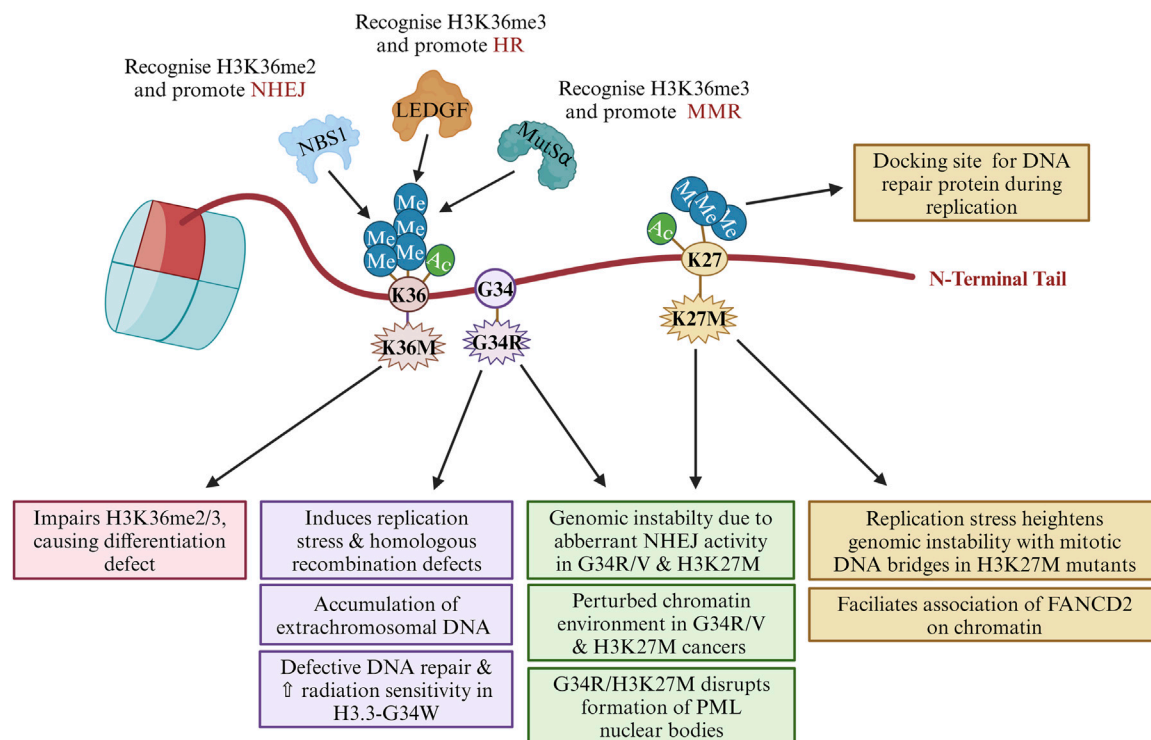 Recognise H3K36me3
and promote HR
Recognise H3K36me2
and promote NHEJ
Recognise H3K36me3
and promote MMR
LEDGF
NBS1
MutSα
Docking site for DNA
repair protein during
replication
Me
Me
Me
Me
Me
Ac
M
Me
Me
Ac
K36
G34
K27
N-Terminal Tail
K36M
G34R
K27M
Impairs H3K36me2/3,
causing differentiation
defect
Induces replication
stress & homologous
recombination defects
Accumulation of
extrachromosomal DNA
Defective DNA repair &
⇑ radiation sensitivity in
H3.3-G34W
Genomic instabilty due to
abberrant NHEJ activity
in G34R/V & H3K27M
Perturbed chromatin
environment in G34R/V
& H3K27M cancers
G34R/H3K27M disrupts
formation of PML
nuclear bodies
Replication stress heightens
genomic instability with mitotic
DNA bridges in H3K27M mutants
Faciliates association of FANCD2
on chromatin